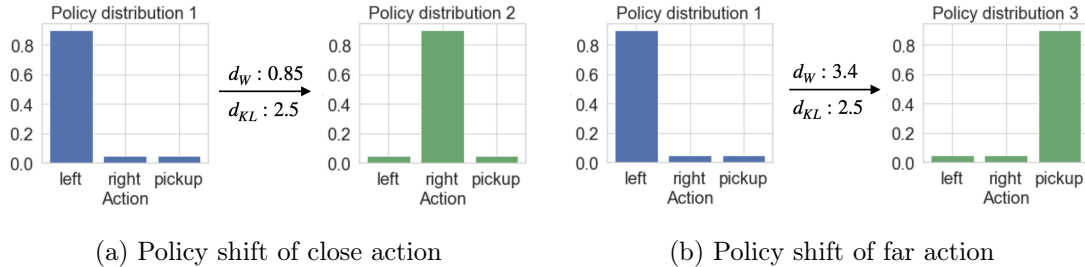 Policy distribution 1
0.8
0.6
0.4
0.2
0.0
left right pickup
Action
d_W : 0.85
d_KL : 2.5
Policy distribution 2
0.8
0.6
0.4
0.2
0.0
left right pickup
Action
(a) Policy shift of close action
Policy distribution 1
0.8
0.6
0.4
0.2
0.0
left right pickup
Action
d_W : 3.4
d_KL : 2.5
Policy distribution 3
0.8
0.6
0.4
0.2
0.0
left right pickup
Action
(b) Policy shift of far action